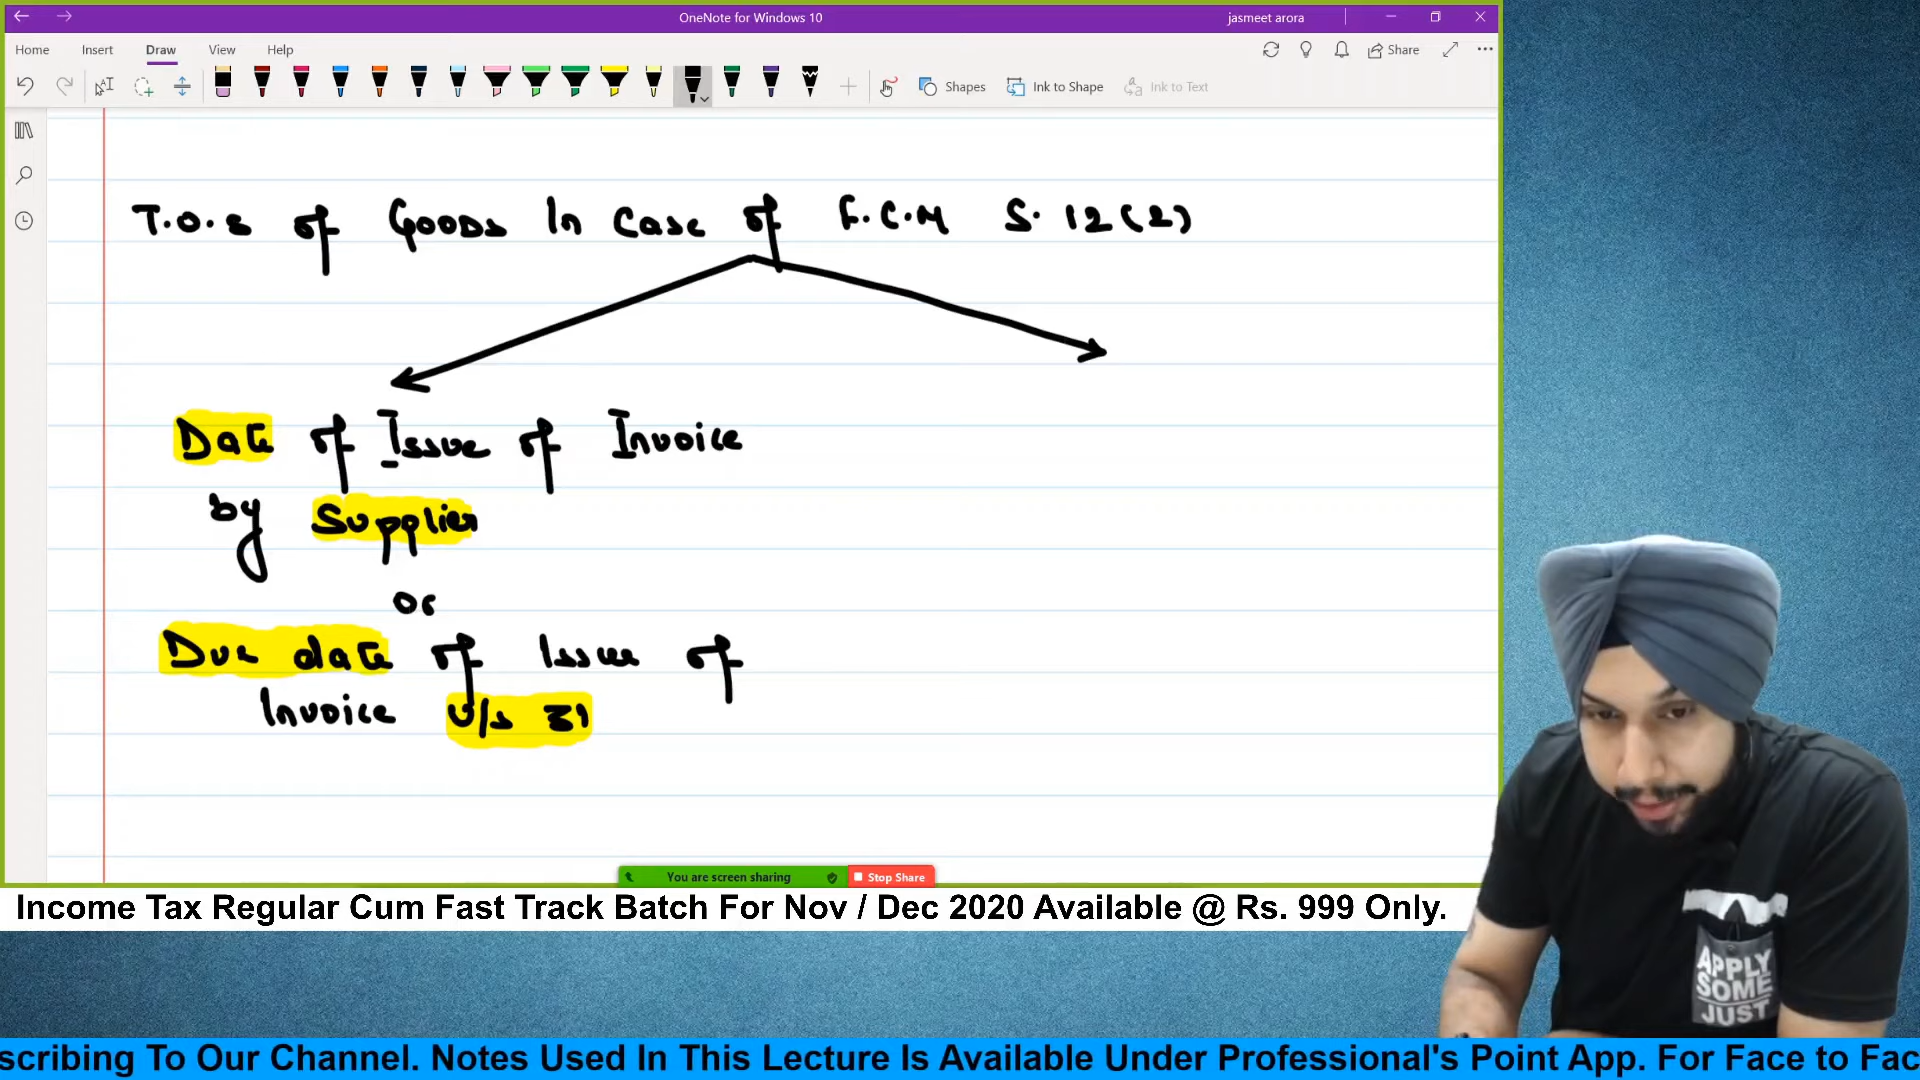 OneNote for Windows 10
jasmeet arora
Home Insert Draw View Help
Share
Shapes Ink to Shape Ink to Text
T.O.S of Goods In Case of F.C.M S. 12(2)
Date of Issue of Invoice
by Supplier
or
Due date of Issue of
Invoice U/s 31
You are screen sharing Stop Share
Income Tax Regular Cum Fast Track Batch For Nov / Dec 2020 Available @ Rs. 999 Only.
APPLY
SOME
JUST
scribing To Our Channel. Notes Used In This Lecture Is Available Under Professional's Point App. For Face to Fac